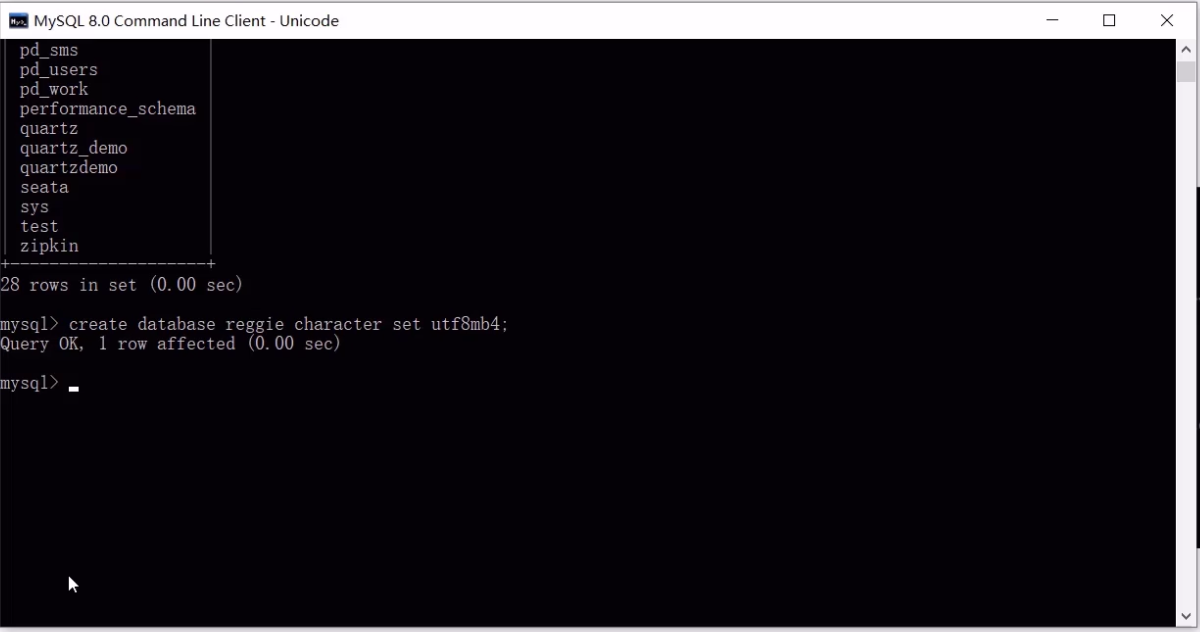 MySQL 8.0 Command Line Client - Unicode
| pd_sms |
| pd_users |
| pd_work |
| performance_schema |
| quartz |
| quartz_demo |
| quartzdemo |
| seata |
| sys |
| test |
| zipkin |
+--------------------+
28 rows in set (0.00 sec)
mysql> create database reggie character set utf8mb4;
Query OK, 1 row affected (0.00 sec)
mysql>